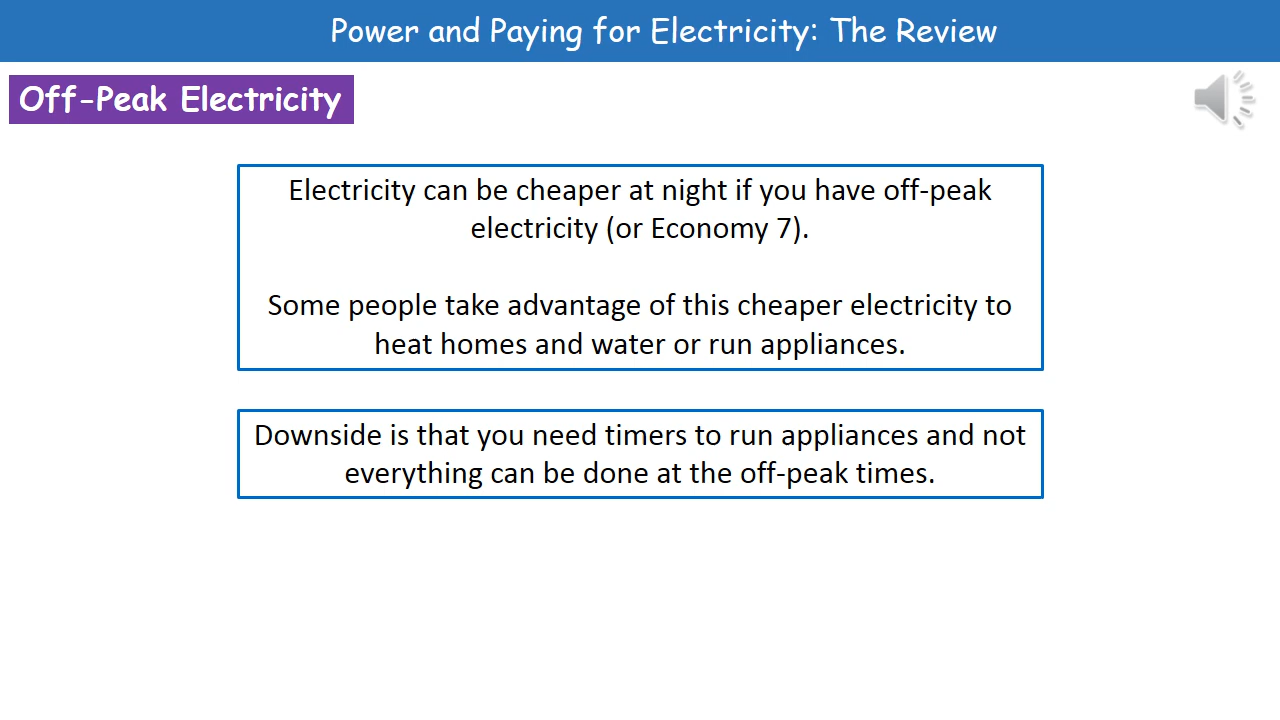 Power and Paying for Electricity: The Review
Off-Peak Electricity
Electricity can be cheaper at night if you have off-peak
electricity (or Economy 7).
Some people take advantage of this cheaper electricity to
heat homes and water or run appliances.
Downside is that you need timers to run appliances and not
everything can be done at the off-peak times.